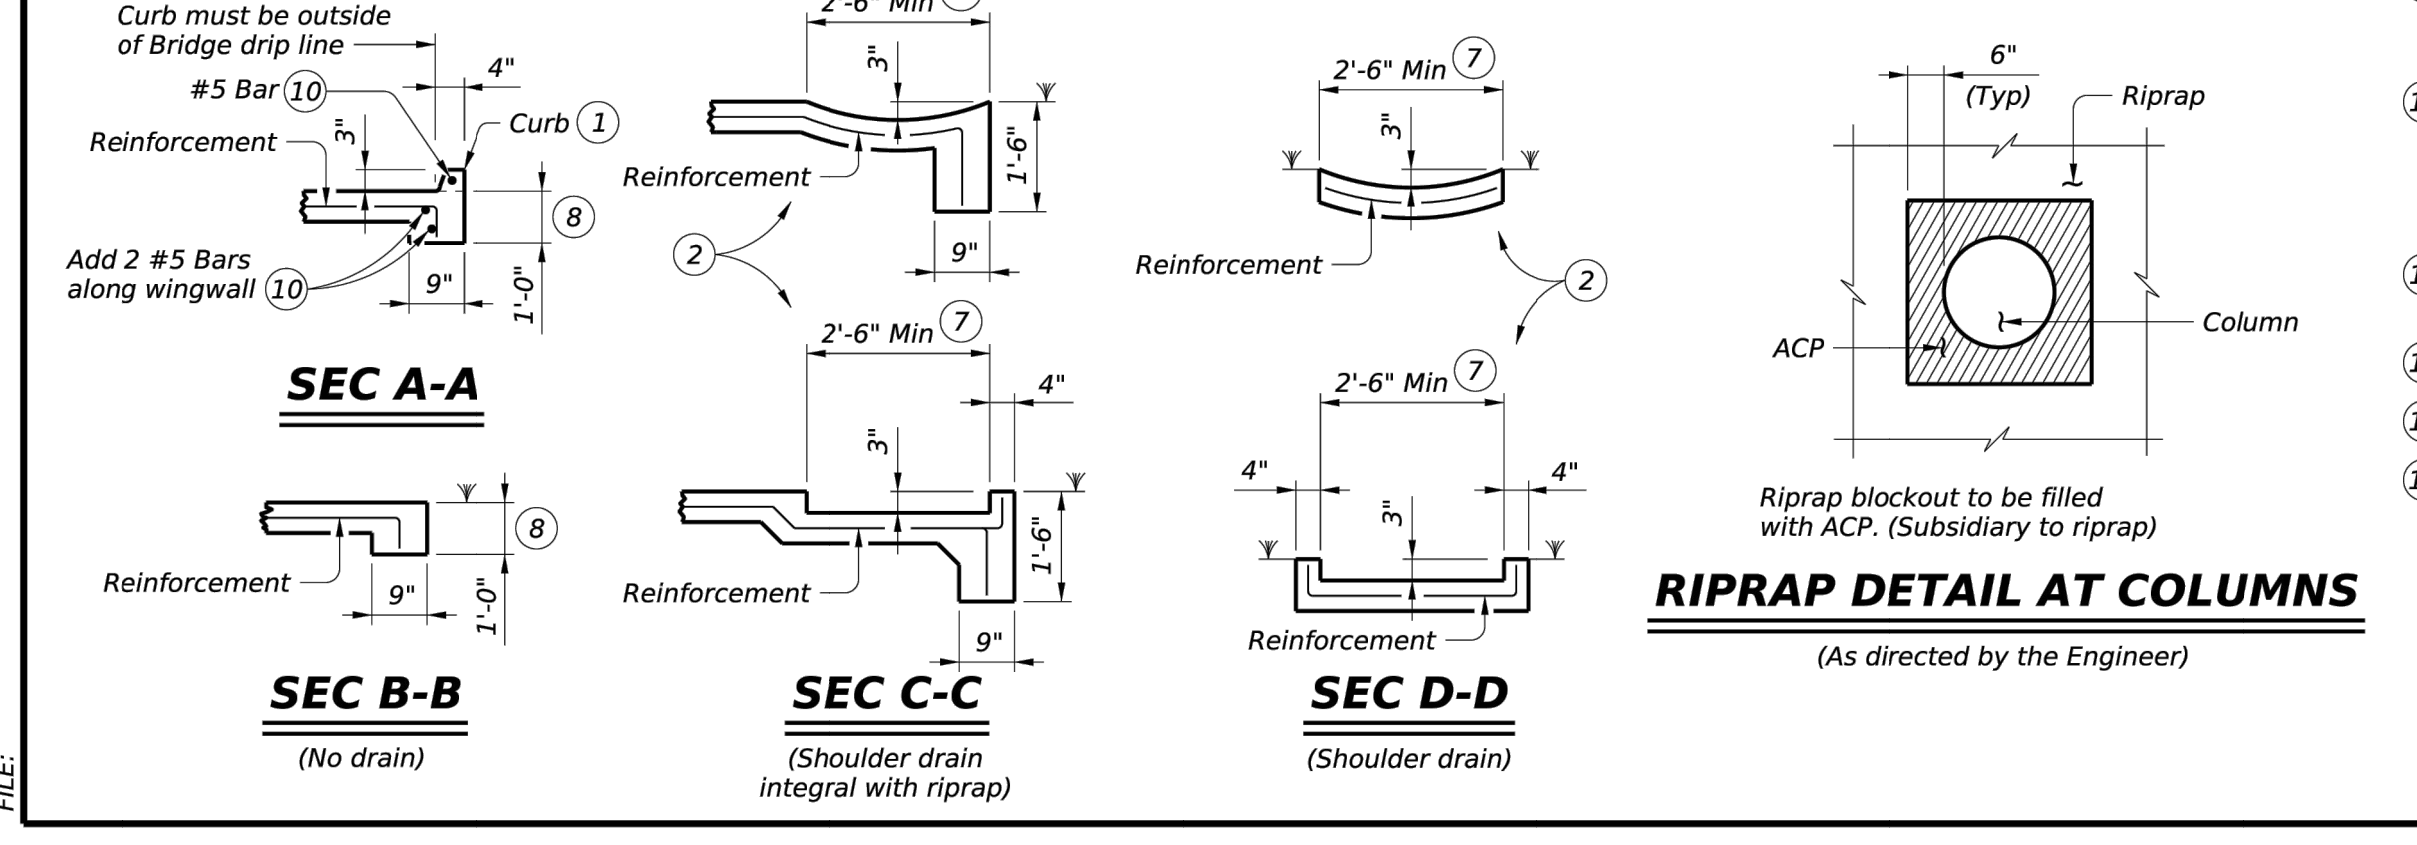 Curb must be outside
of Bridge drip line
#5 Bar 10
4"
Curb 1
Reinforcement
3"
8
Add 2 #5 Bars
along wingwall 10
9"
1'-0"
SEC A-A
Reinforcement
8
9"
1'-0"
SEC B-B
(No drain)
2'-6" Min
3"
Reinforcement
1'-6"
2
9"
2'-6" Min 7
4"
3"
1'-6"
Reinforcement
9"
SEC C-C
(Shoulder drain
integral with riprap)
2'-6" Min 7
3"
Reinforcement
2
2'-6" Min 7
4"
4"
3"
Reinforcement
SEC D-D
(Shoulder drain)
6"
(Typ)
Riprap
Column
ACP
Riprap blockout to be filled
with ACP. (Subsidiary to riprap)
RIPRAP DETAIL AT COLUMNS
(As directed by the Engineer)
FILE: